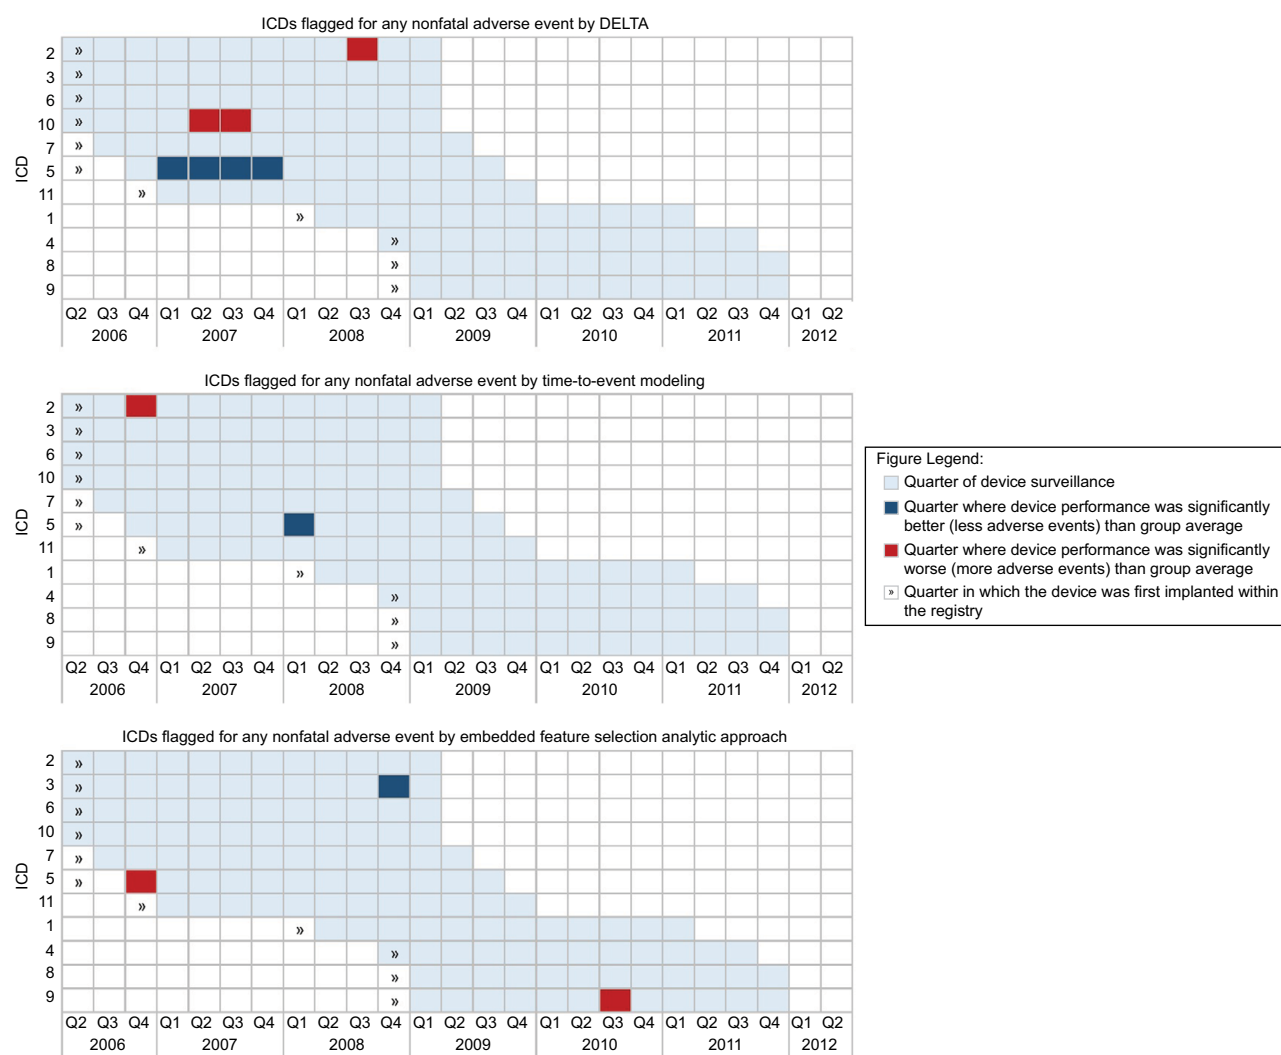 ICDs flagged for any nonfatal adverse event by DELTA
ICD
2 »
3 »
6 »
10 »
7 »
5 »
11 »
1 »
4 »
8 »
9 »
Q2 Q3 Q4 Q1 Q2 Q3 Q4 Q1 Q2 Q3 Q4 Q1 Q2 Q3 Q4 Q1 Q2 Q3 Q4 Q1 Q2 Q3 Q4 Q1 Q2
2006 2007 2008 2009 2010 2011 2012
ICDs flagged for any nonfatal adverse event by time-to-event modeling
ICD
2 »
3 »
6 »
10 »
7 »
5 »
11 »
1 »
4 »
8 »
9 »
Q2 Q3 Q4 Q1 Q2 Q3 Q4 Q1 Q2 Q3 Q4 Q1 Q2 Q3 Q4 Q1 Q2 Q3 Q4 Q1 Q2 Q3 Q4 Q1 Q2
2006 2007 2008 2009 2010 2011 2012
Figure Legend:
Quarter of device surveillance
Quarter where device performance was significantly
better (less adverse events) than group average
Quarter where device performance was significantly
worse (more adverse events) than group average
» Quarter in which the device was first implanted within
the registry
ICDs flagged for any nonfatal adverse event by embedded feature selection analytic approach
ICD
2 »
3 »
6 »
10 »
7 »
5 »
11 »
1 »
4 »
8 »
9 »
Q2 Q3 Q4 Q1 Q2 Q3 Q4 Q1 Q2 Q3 Q4 Q1 Q2 Q3 Q4 Q1 Q2 Q3 Q4 Q1 Q2 Q3 Q4 Q1 Q2
2006 2007 2008 2009 2010 2011 2012